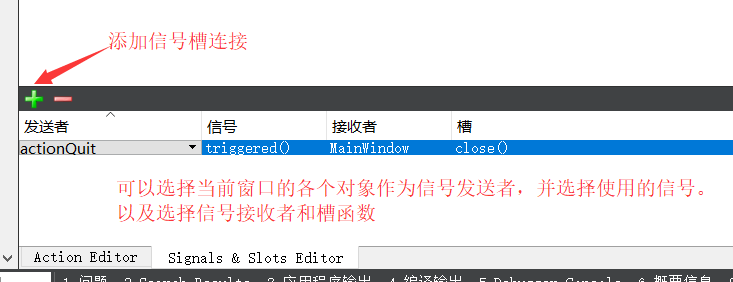 添加信号槽连接
发送者 信号 接收者 槽
actionQuit triggered() MainWindow close()
可以选择当前窗口的各个对象作为信号发送者，并选择使用的信号。
以及选择信号接收者和槽函数
Action Editor Signals & Slots Editor
1 问题 2 Search Results 3 应用程序输出 4 编译输出 5 Debugger Console 6 概要信息